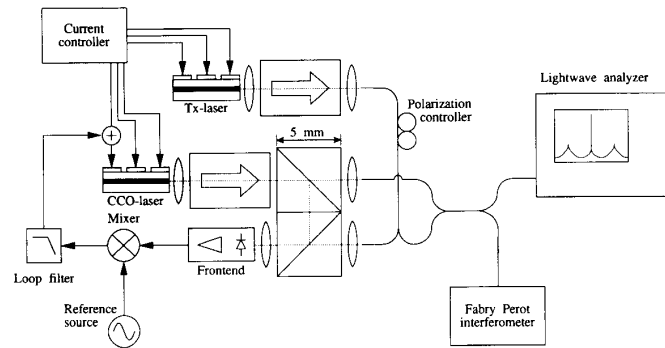 Current
controller
Tx-laser
Lightwave analyzer
Polarization
controller
5 mm
CCO-laser
Mixer
Loop filter
Frontend
Reference
source
Fabry Perot
interferometer